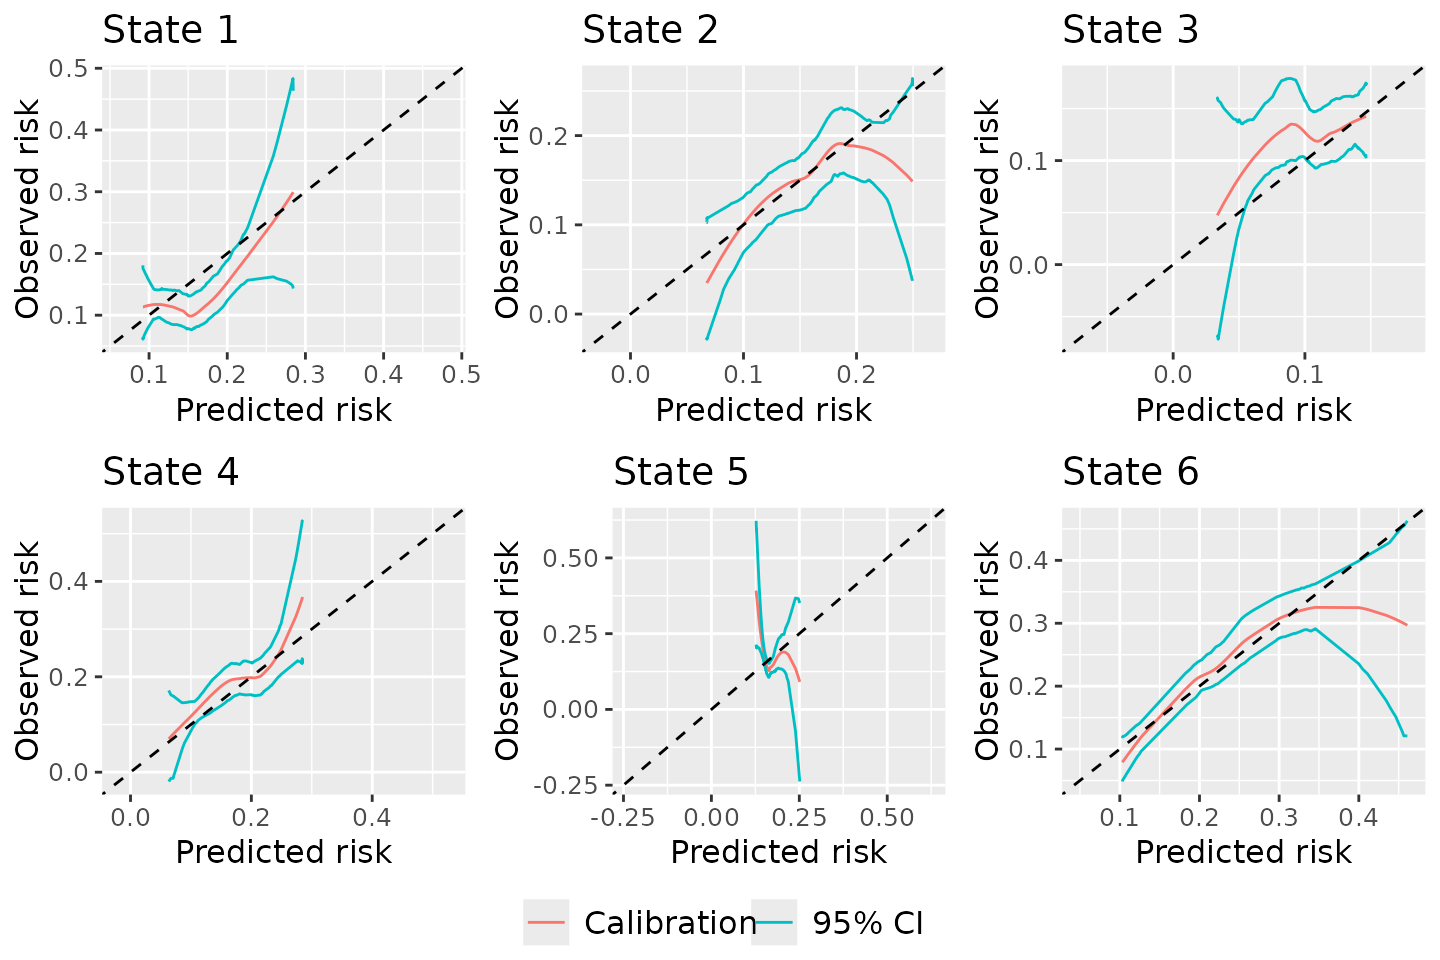 State 1
State 2
State 3
Observed risk
0.5
0.4
0.3
0.2
0.1
0.1 0.2 0.3 0.4 0.5
Predicted risk
Observed risk
0.2
0.1
0.0
0.0 0.1 0.2
Predicted risk
Observed risk
0.1
0.0
0.0 0.1
Predicted risk
State 4
State 5
State 6
Observed risk
0.4
0.2
0.0
0.0 0.2 0.4
Predicted risk
Observed risk
0.50
0.25
0.00
-0.25
-0.25 0.00 0.25 0.50
Predicted risk
Observed risk
0.4
0.3
0.2
0.1
0.1 0.2 0.3 0.4
Predicted risk
Calibration 95% CI